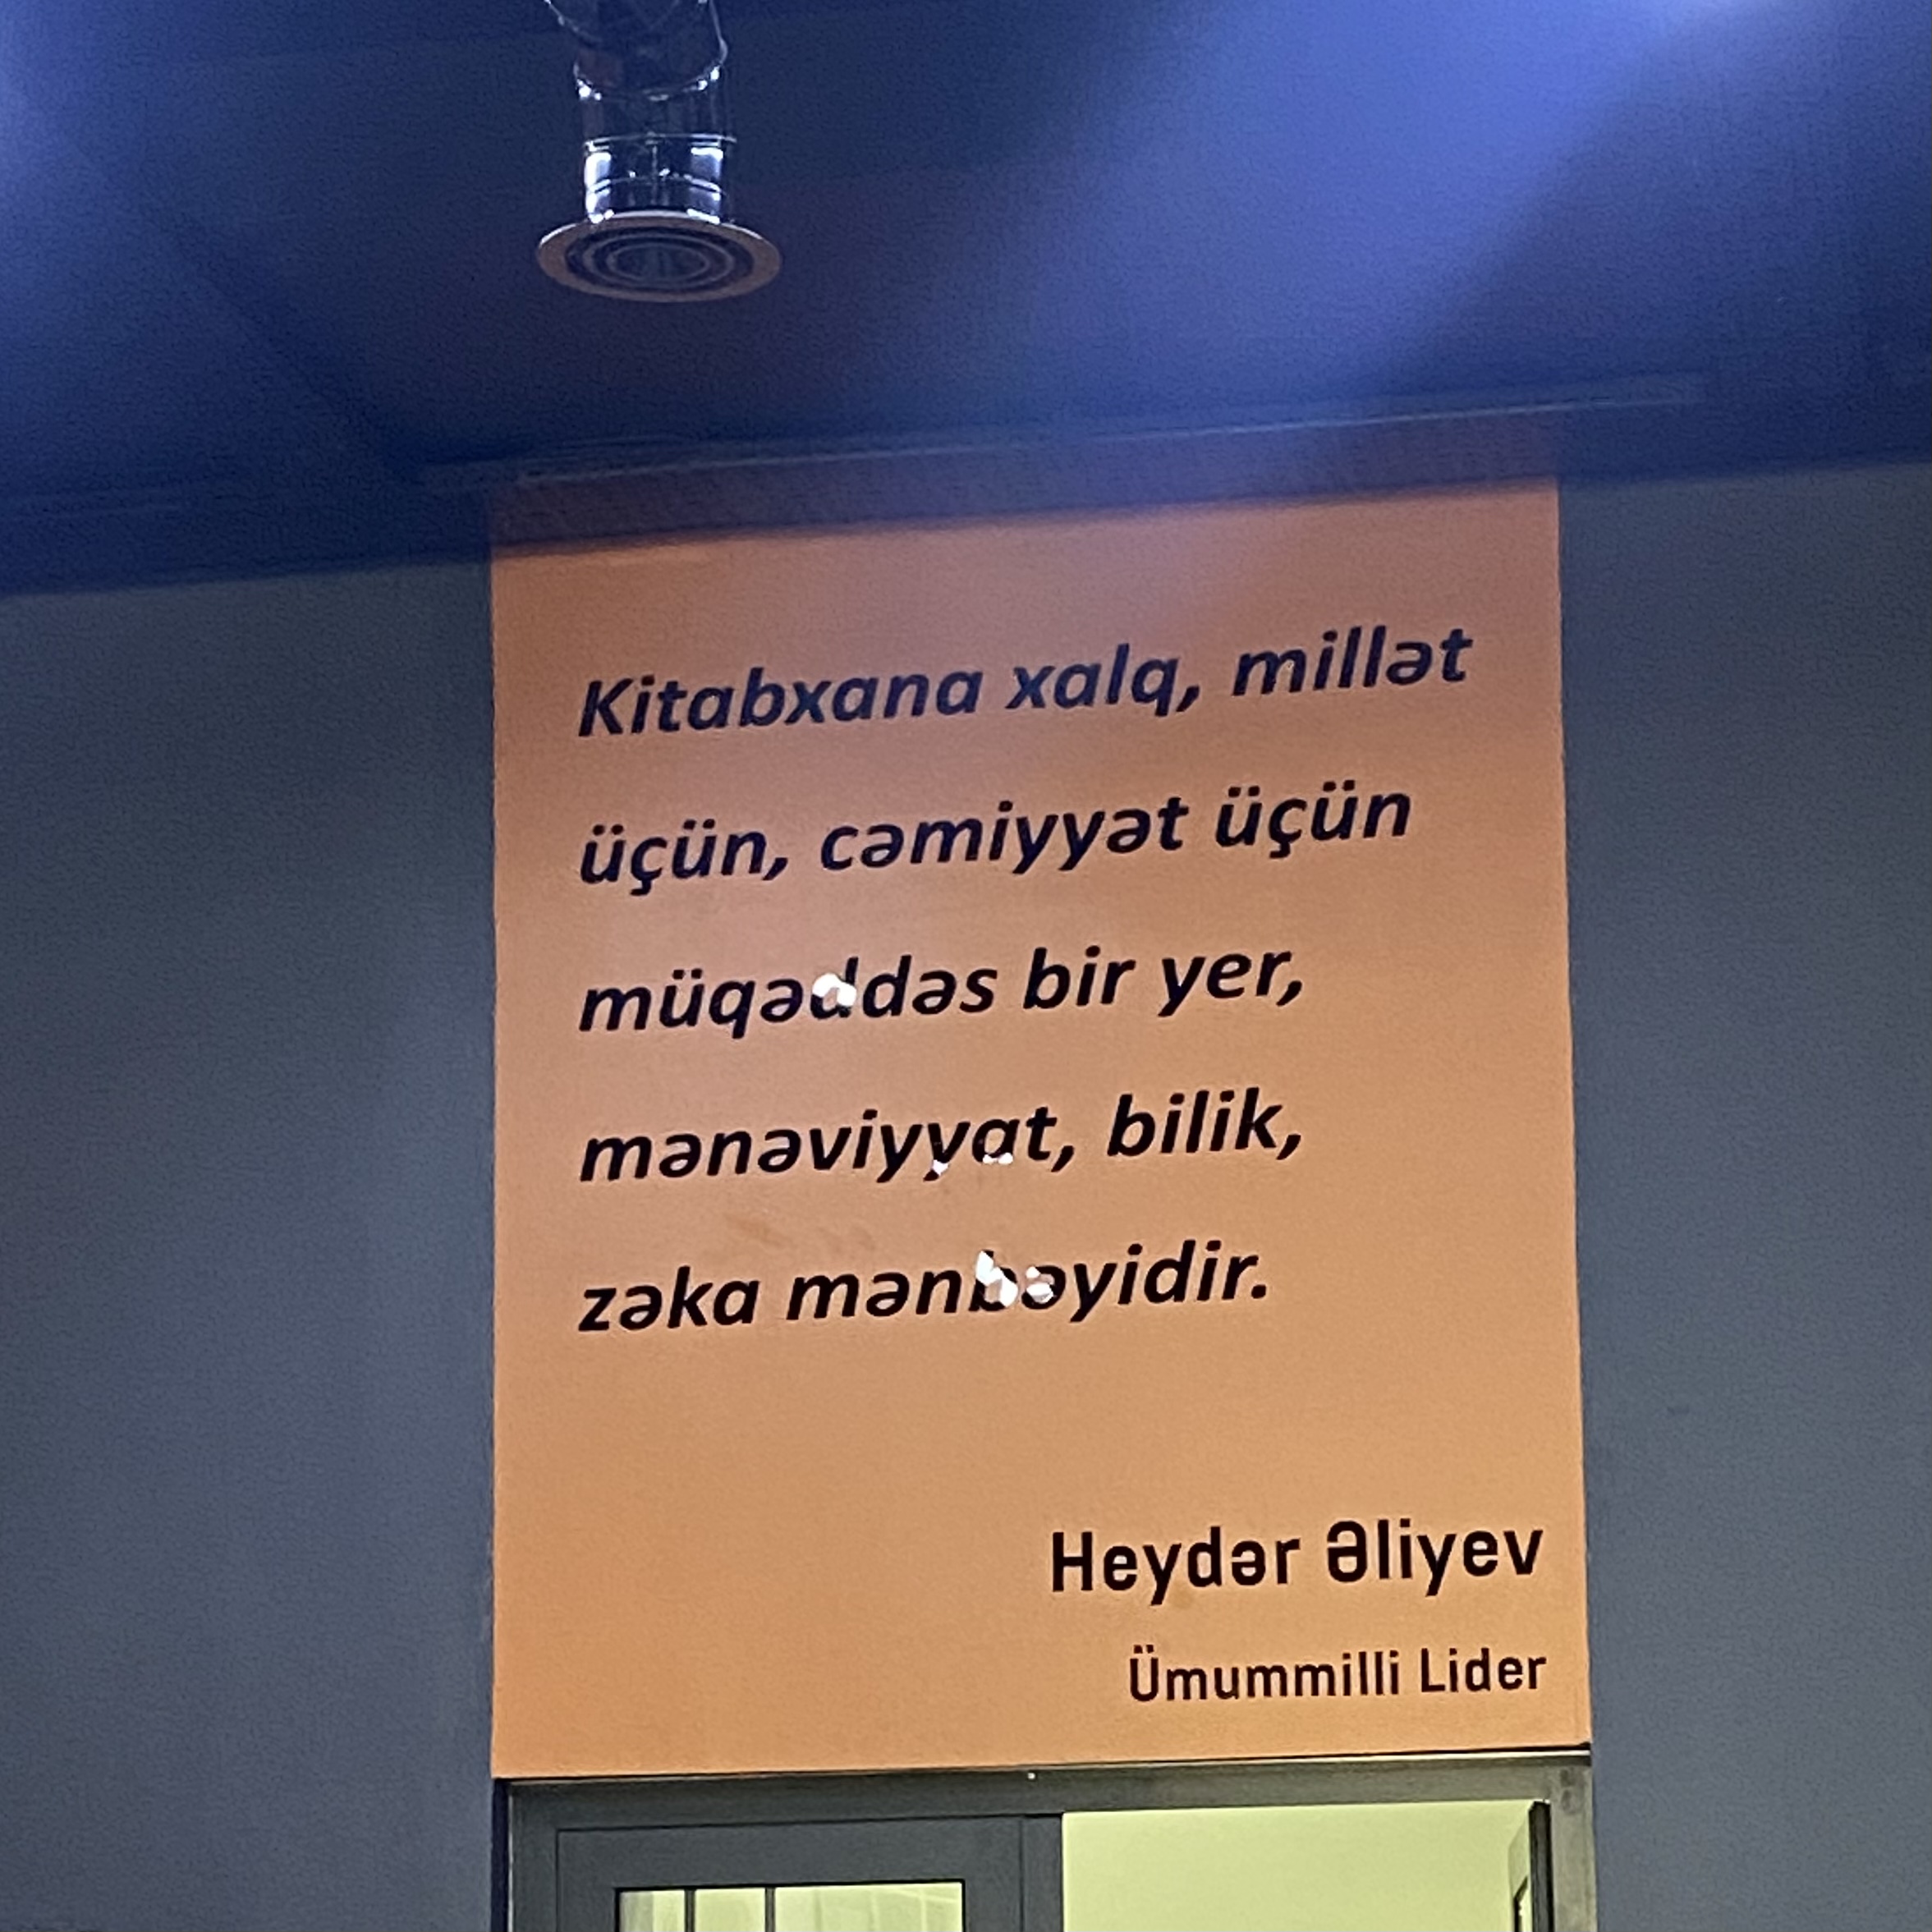 Kitabxana xalq, millət
üçün, cəmiyyət üçün
müqəddəs bir yer,
mənəviyyat, bilik,
zəka mənbəyidir.
Heydər Əliyev
Ümummilli Lider